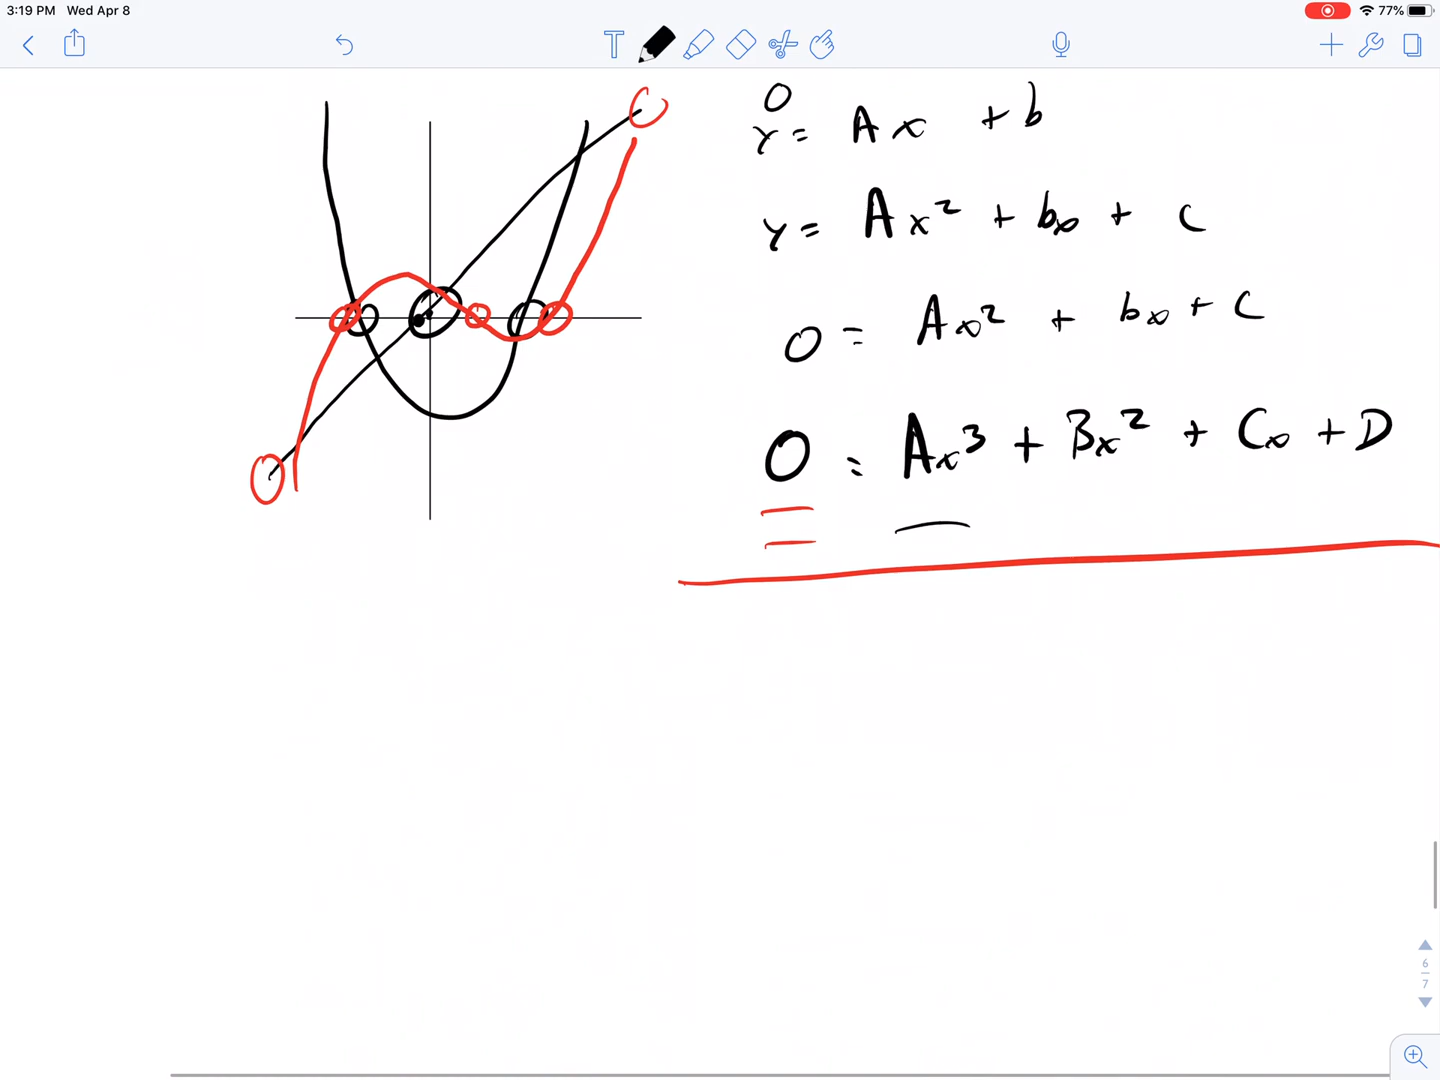 3:19 PM Wed Apr 8
77%
T
0
y = Ax + b
y = Ax² + bx + c
0 = Ax² + bx + c
0 = Ax³ + Bx² + Cx + D
6
7